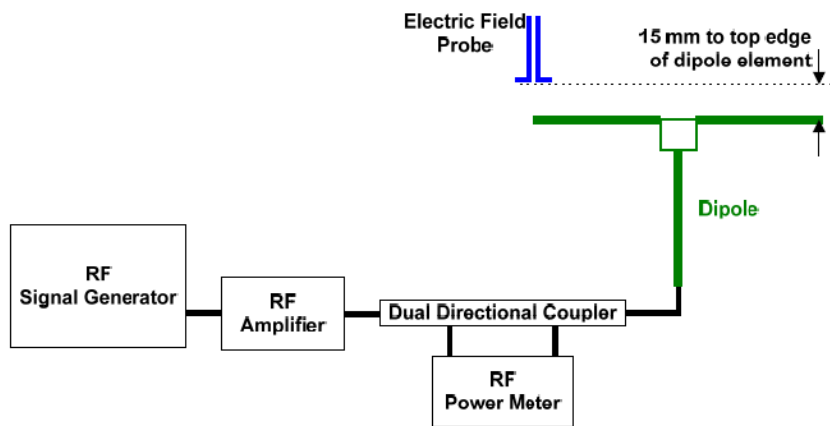 Electric Field
Probe
15 mm to top edge
of dipole element
Dipole
RF
Signal Generator
RF
Amplifier
Dual Directional Coupler
RF
Power Meter